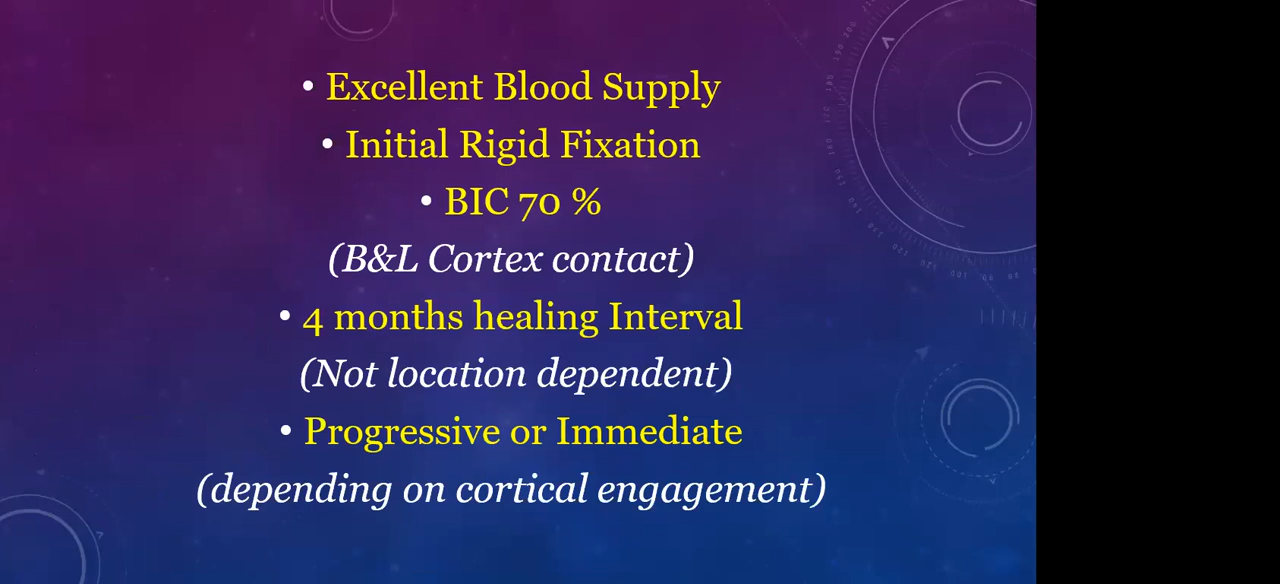 • Excellent Blood Supply
• Initial Rigid Fixation
• BIC 70 %
(B&L Cortex contact)
• 4 months healing Interval
(Not location dependent)
• Progressive or Immediate
(depending on cortical engagement)